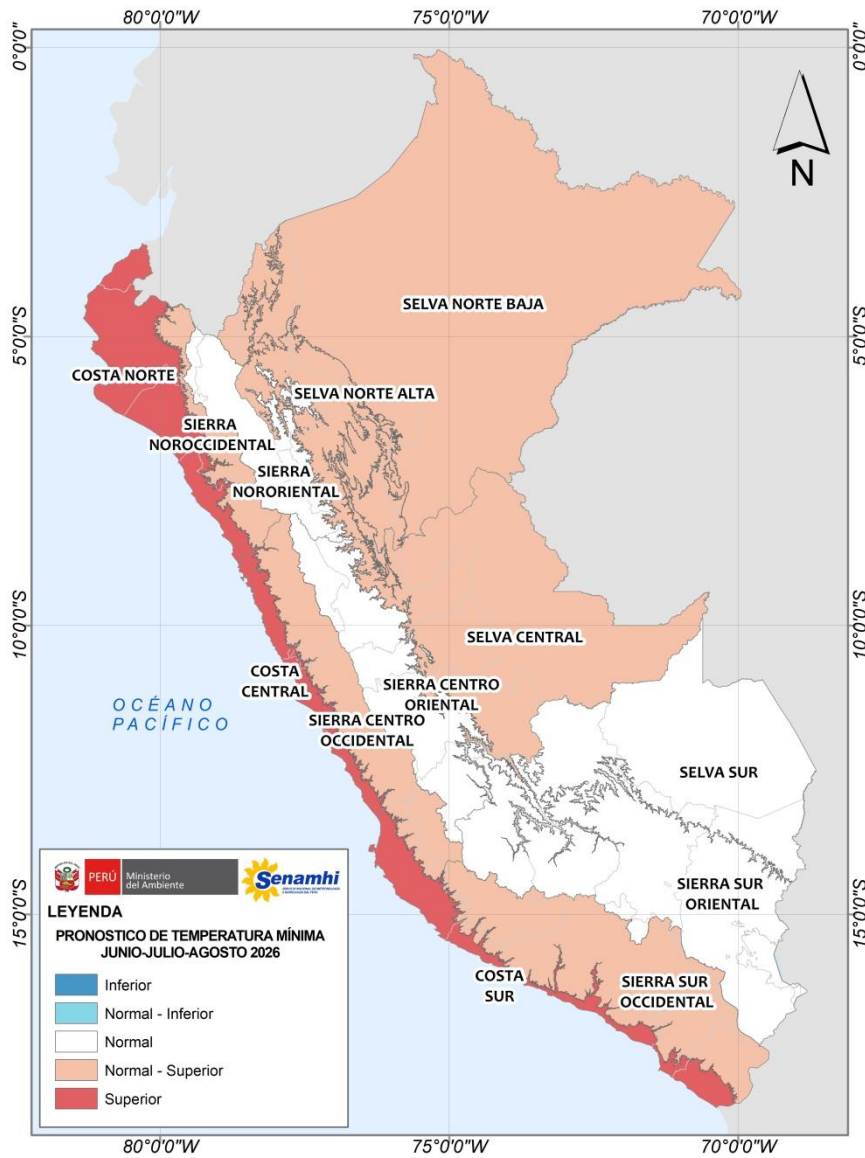 80°0'0"W 75°0'0"W 70°0'0"W
0°0'0" 0°0'0"
N
SELVA NORTE BAJA
5°0'0"S 5°0'0"S
COSTA NORTE
SELVA NORTE ALTA
SIERRA
NOROCCIDENTAL
SIERRA
NORORIENTAL
10°0'0"S 10°0'0"S
SELVA CENTRAL
COSTA
CENTRAL
SIERRA CENTRO
ORIENTAL
OCÉANO
PACÍFICO
SIERRA CENTRO
OCCIDENTAL
SELVA SUR
SIERRA SUR
ORIENTAL
15°0'0"S 15°0'0"S
COSTA
SUR
SIERRA SUR
OCCIDENTAL
PERÚ Ministerio
del Ambiente
Senamhi
LEYENDA
PRONOSTICO DE TEMPERATURA MÍNIMA
JUNIO-JULIO-AGOSTO 2026
Inferior
Normal - Inferior
Normal
Normal - Superior
Superior
80°0'0"W 75°0'0"W 70°0'0"W